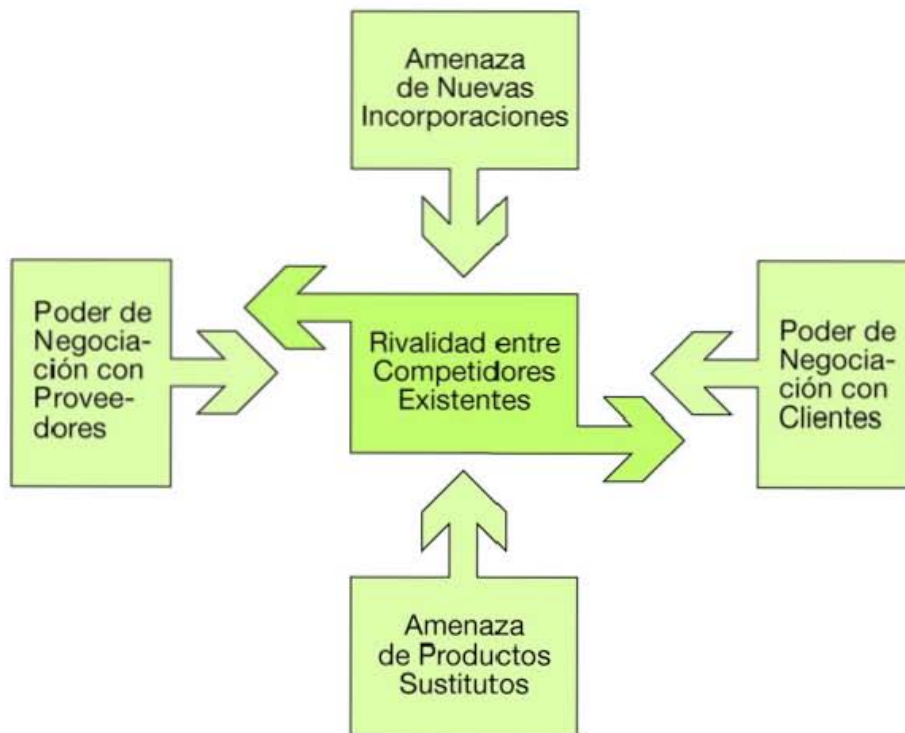 Amenaza
de Nuevas
Incorporaciones
Poder de
Negocia-
ción con
Provee-
dores
Rivalidad entre
Competidores
Existentes
Poder de
Negocia-
ción con
Clientes
Amenaza
de Productos
Sustitutos